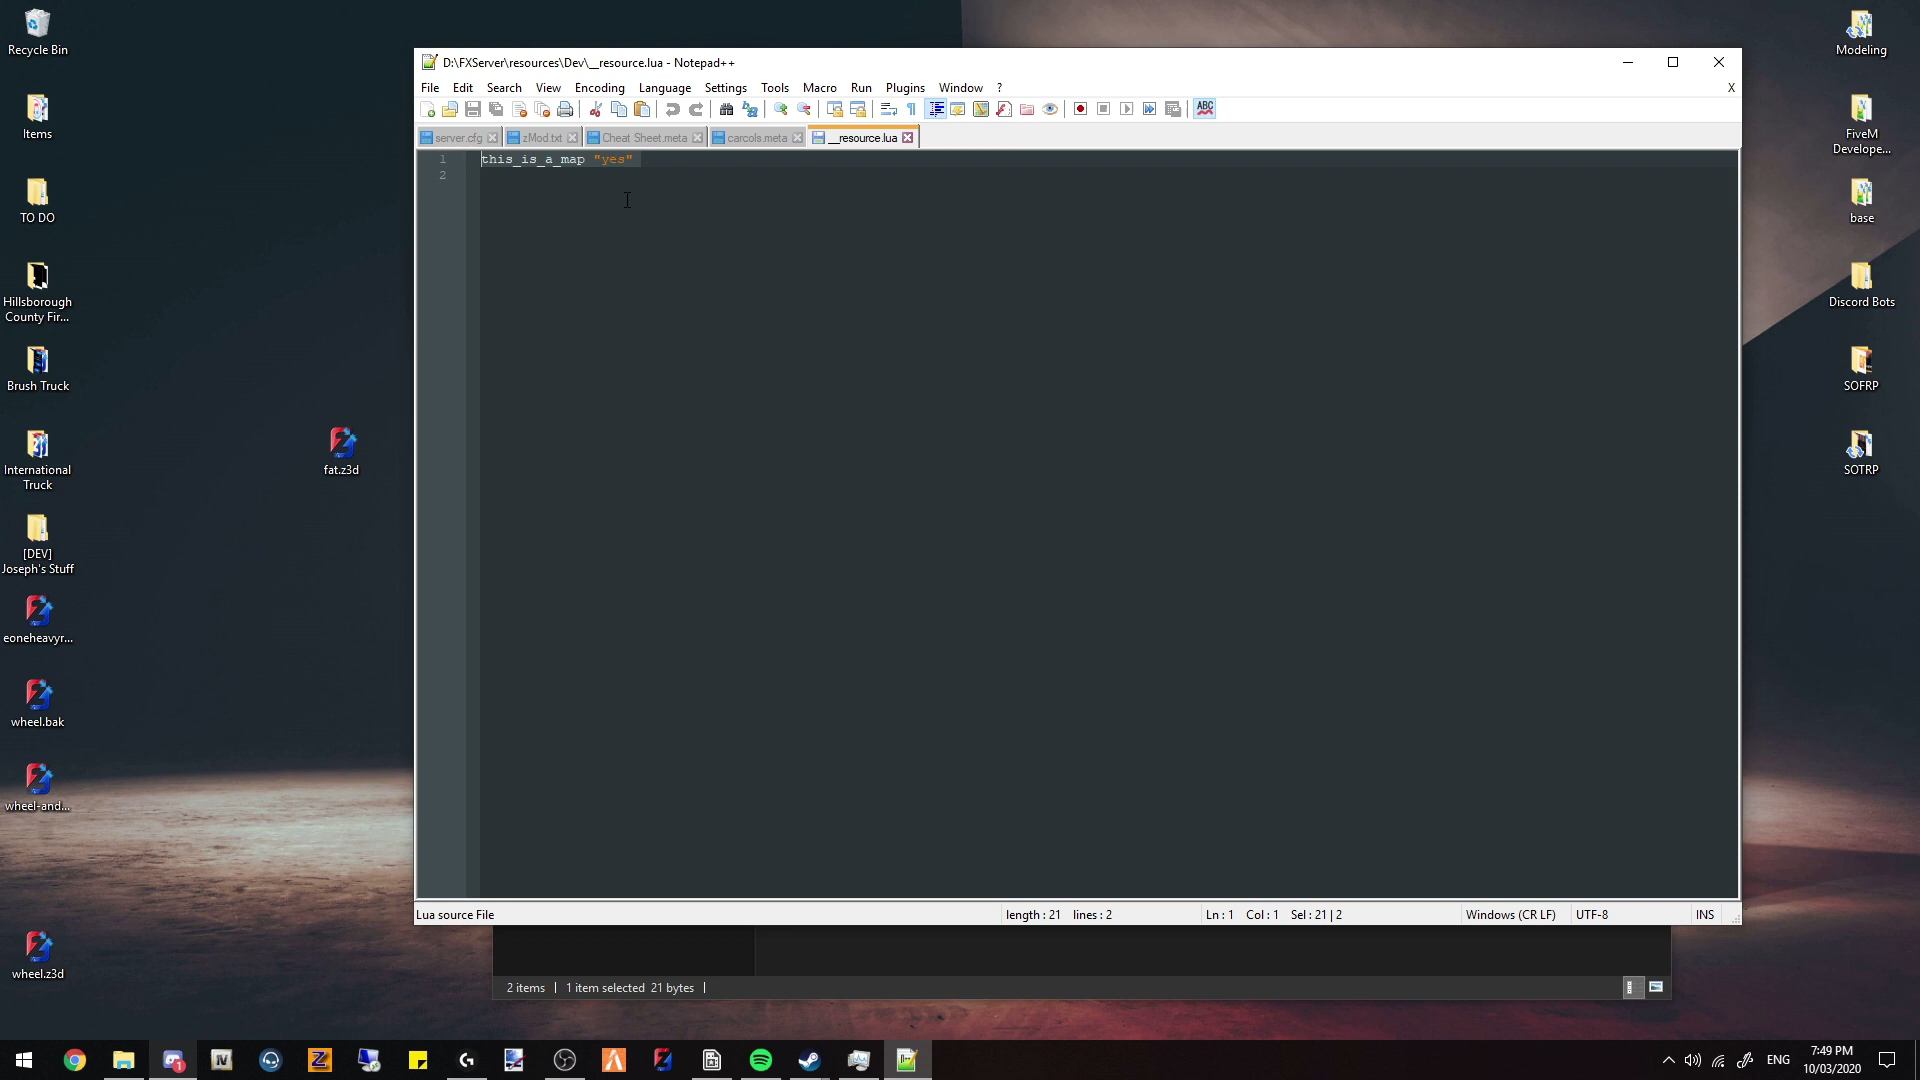 Recycle Bin
Items
TO DO
Hillsborough
County Fir...
Brush Truck
International
Truck
[DEV]
Joseph's Stuff
eoneheavyr...
wheel.bak
wheel-and...
wheel.z3d
fat.z3d
D:\FXServer\resources\Dev\__resource.lua - Notepad++
File Edit Search View Encoding Language Settings Tools Macro Run Plugins Window ? X
ABC
server.cfg zMod.txt Cheat Sheet.meta carcols.meta __resource.lua
1 this_is_a_map "yes"
2
Lua source File length : 21 lines : 2 Ln : 1 Col : 1 Sel : 21 | 2 Windows (CR LF) UTF-8 INS
2 items 1 item selected 21 bytes
Modeling
FiveM
Develope...
base
Discord Bots
SOFRP
SOTRP
ENG
7:49 PM
10/03/2020